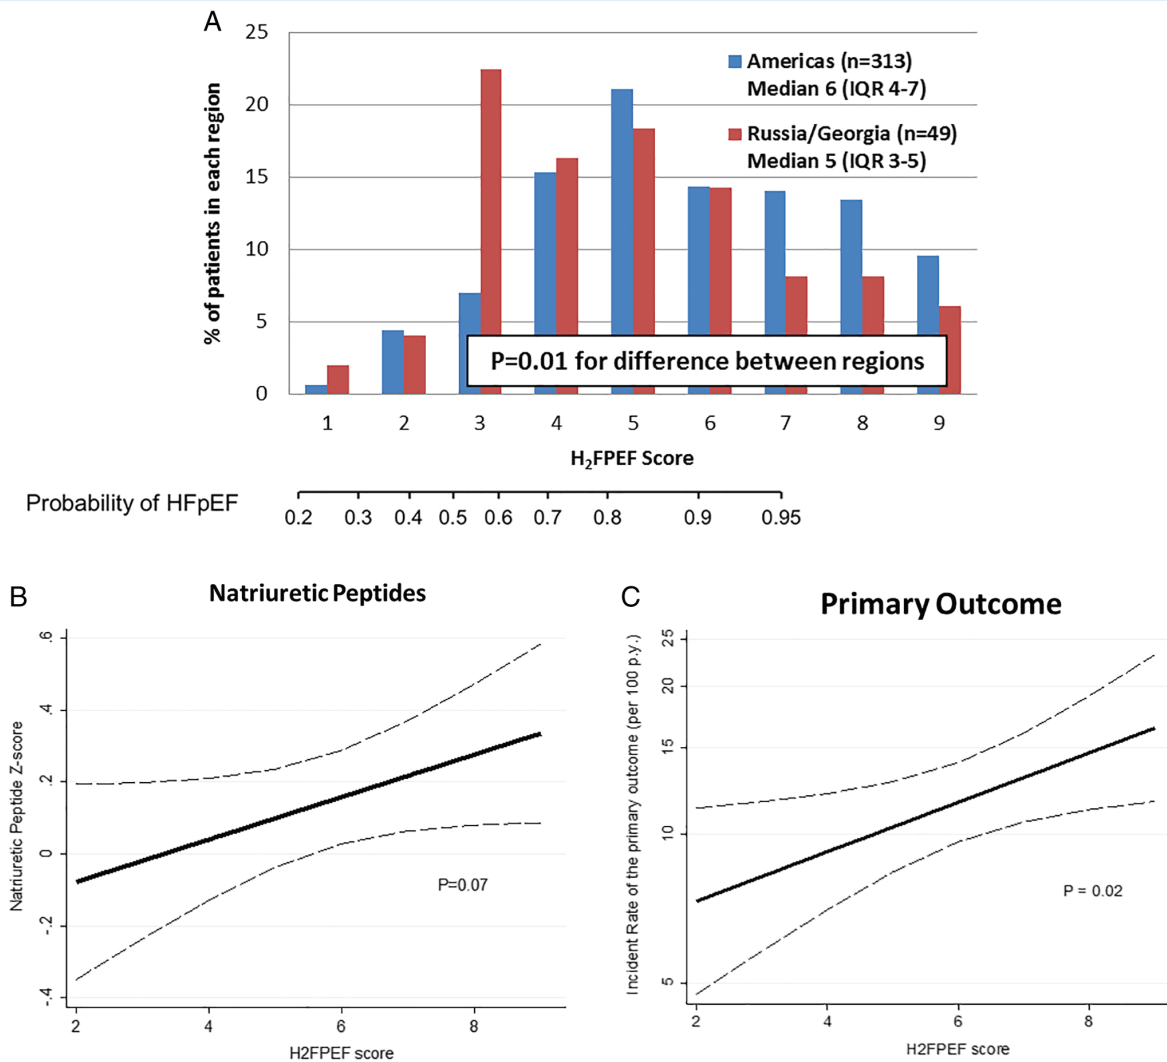 A
25
20
15
10
5
0
% of patients in each region
Americas (n=313)
Median 6 (IQR 4-7)
Russia/Georgia (n=49)
Median 5 (IQR 3-5)
P=0.01 for difference between regions
1 2 3 4 5 6 7 8 9
H₂FPEF Score
Probability of HFpEF
0.2 0.3 0.4 0.5 0.6 0.7 0.8 0.9 0.95
B
Natriuretic Peptides
Natriuretic Peptide Z-score
.6
.4
.2
0
-.2
-.4
P=0.07
2 4 6 8
H2FPEF score
C
Primary Outcome
Incident Rate of the primary outcome (per 100 p.y.)
25
20
15
10
5
P = 0.02
2 4 6 8
H2FPEF score